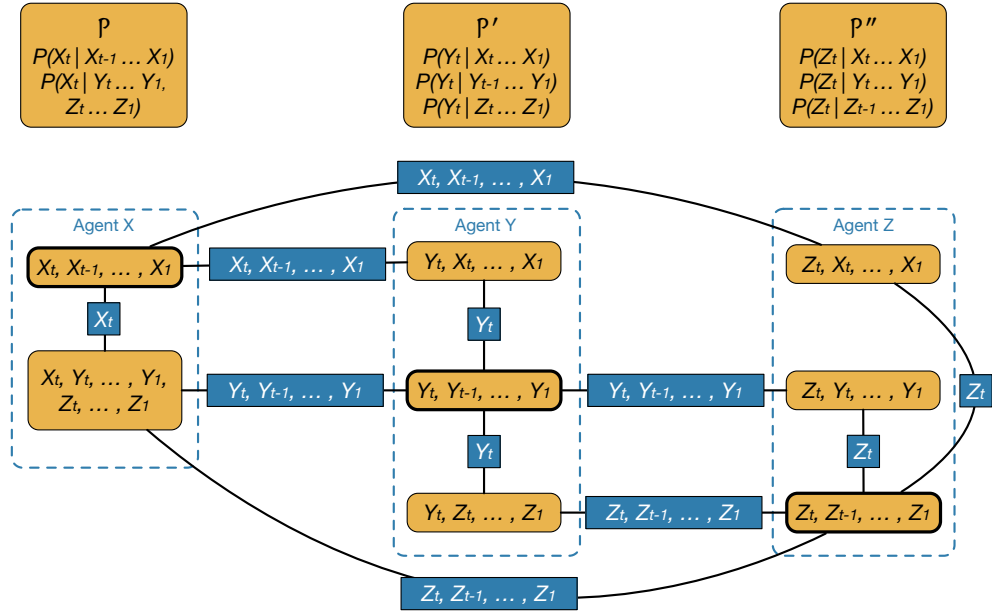 𝒫
P(Xt | Xt-1 ... X1)
P(Xt | Yt ... Y1,
Zt ... Z1)
𝒫′
P(Yt | Xt ... X1)
P(Yt | Yt-1 ... Y1)
P(Yt | Zt ... Z1)
𝒫″
P(Zt | Xt ... X1)
P(Zt | Yt ... Y1)
P(Zt | Zt-1 ... Z1)
Xt, Xt-1, ... , X1
Agent X
Agent Y
Agent Z
Xt, Xt-1, ... , X1
Xt, Xt-1, ... , X1
Yt, Xt, ... , X1
Zt, Xt, ... , X1
Xt
Yt
Xt, Yt, ... , Y1,
Zt, ... , Z1
Yt, Yt-1, ... , Y1
Yt, Yt-1, ... , Y1
Yt, Yt-1, ... , Y1
Zt, Yt, ... , Y1
Zt
Yt
Zt
Yt, Zt, ... , Z1
Zt, Zt-1, ... , Z1
Zt, Zt-1, ... , Z1
Zt, Zt-1, ... , Z1